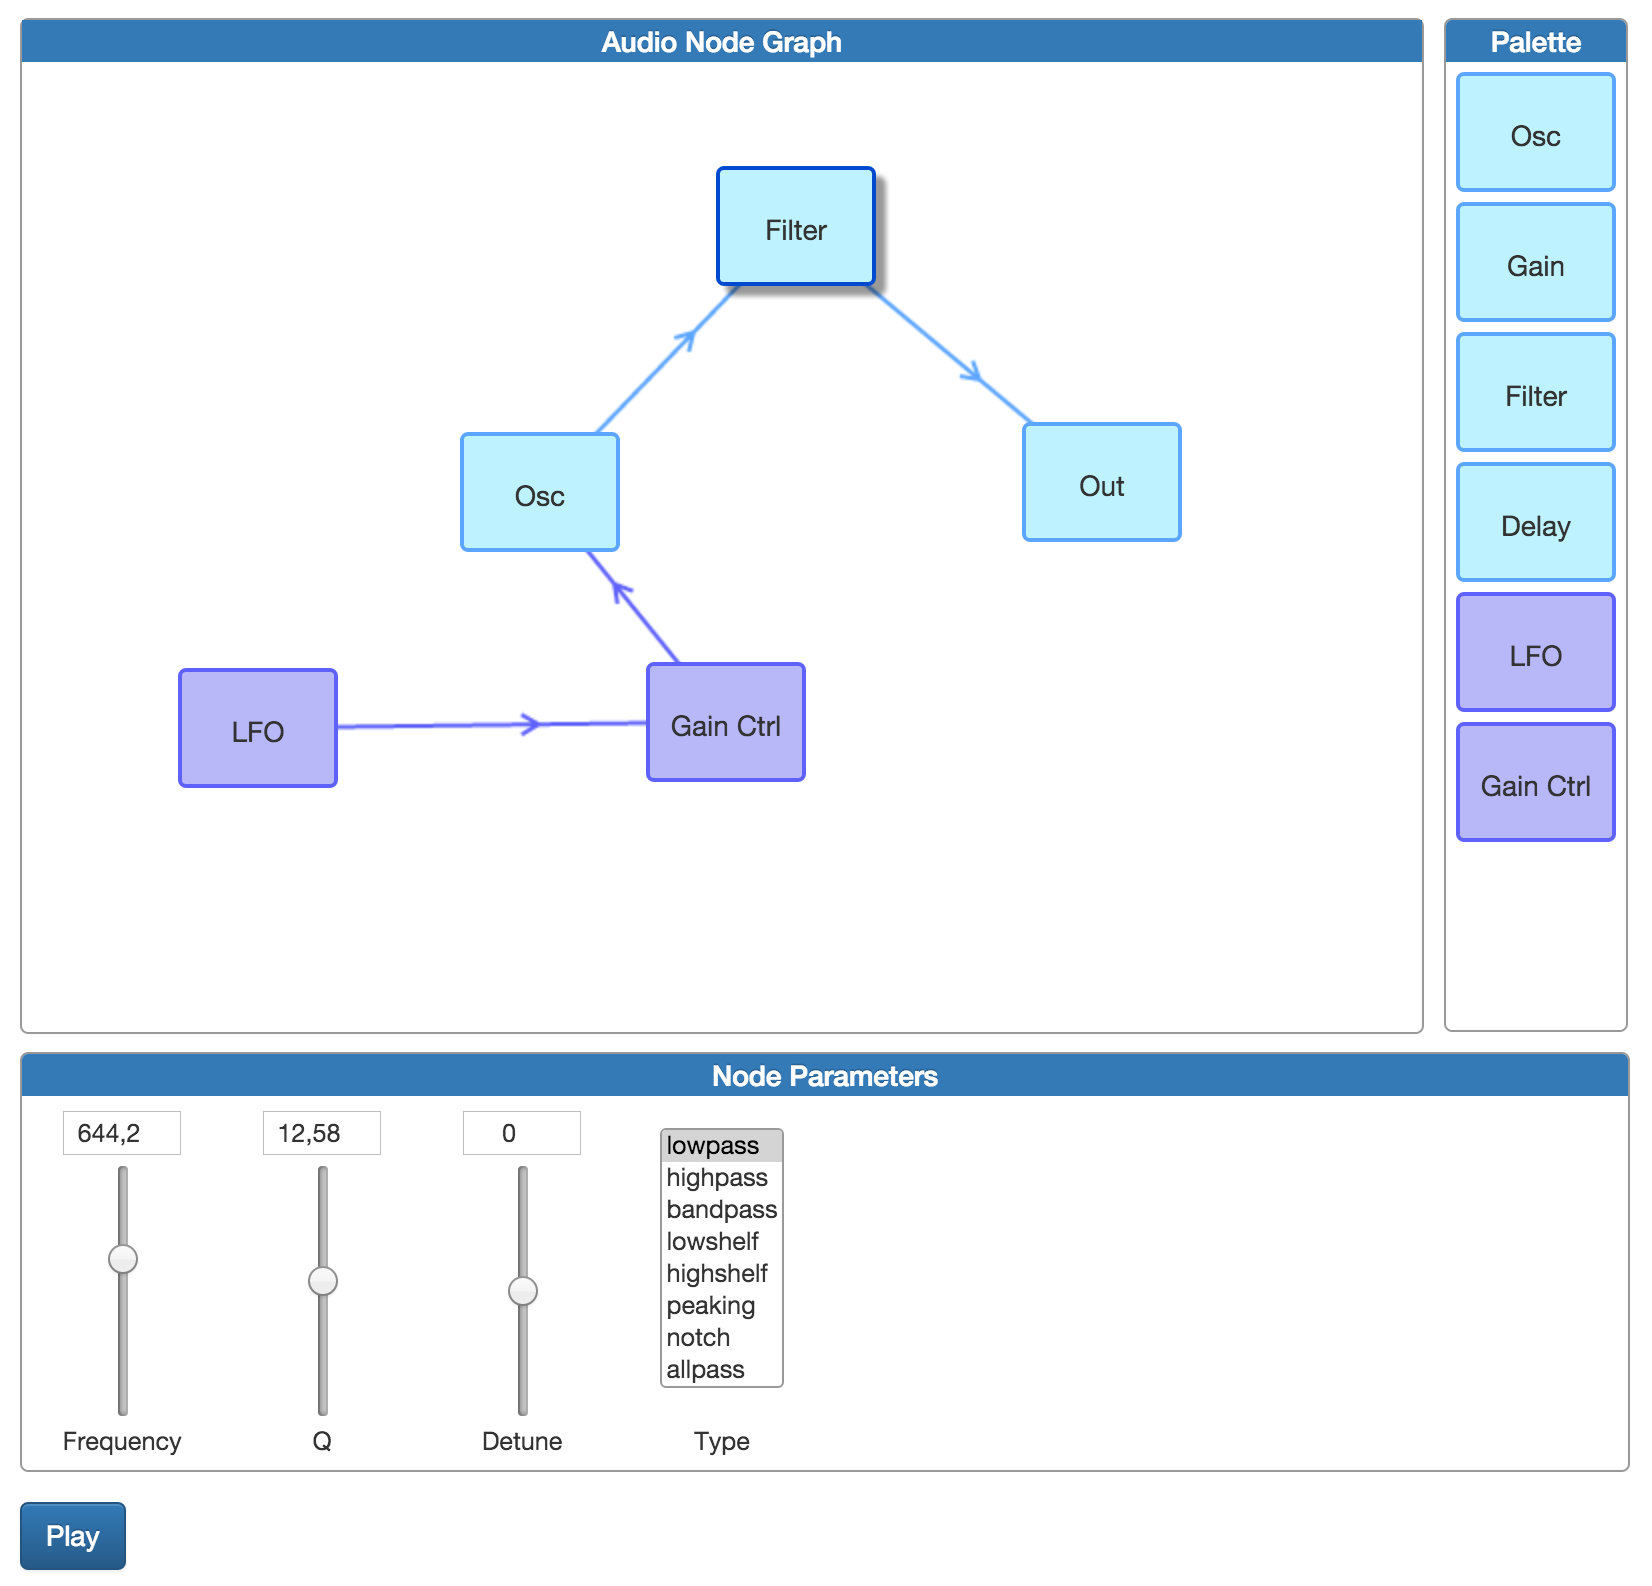 Audio Node Graph
Filter
Osc
Out
LFO
Gain Ctrl
Palette
Osc
Gain
Filter
Delay
LFO
Gain Ctrl
Node Parameters
644,2
12,58
0
lowpass
highpass
bandpass
lowshelf
highshelf
peaking
notch
allpass
Frequency
Q
Detune
Type
Play